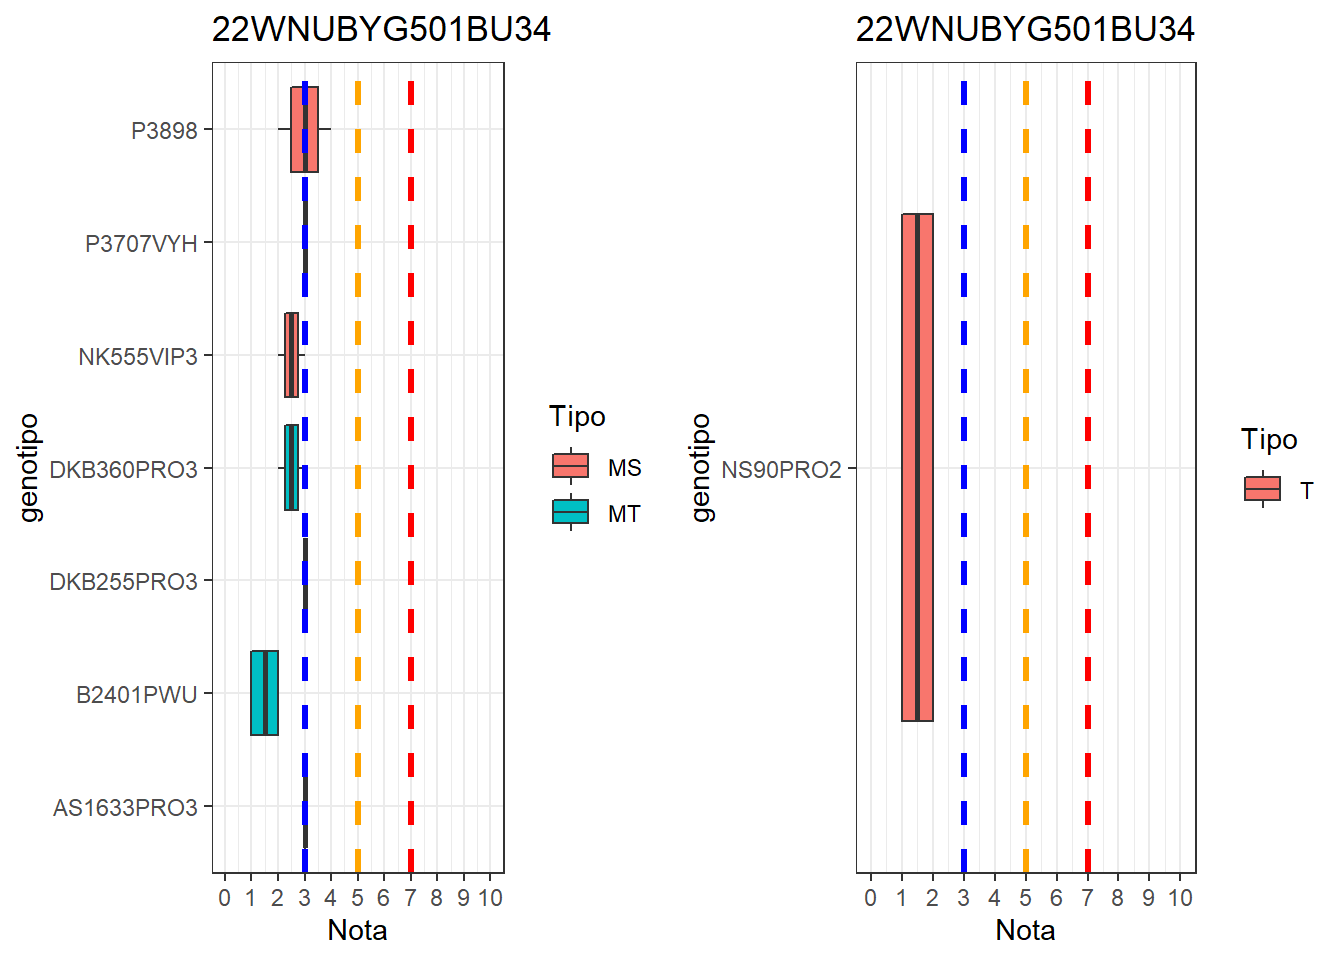 22WNUBYG501BU34
genotipo
P3898
P3707VYH
NK555VIP3
DKB360PRO3
DKB255PRO3
B2401PWU
AS1633PRO3
0 1 2 3 4 5 6 7 8 9 10
Nota
Tipo
MS
MT
22WNUBYG501BU34
genotipo
NS90PRO2
0 1 2 3 4 5 6 7 8 9 10
Nota
Tipo
T